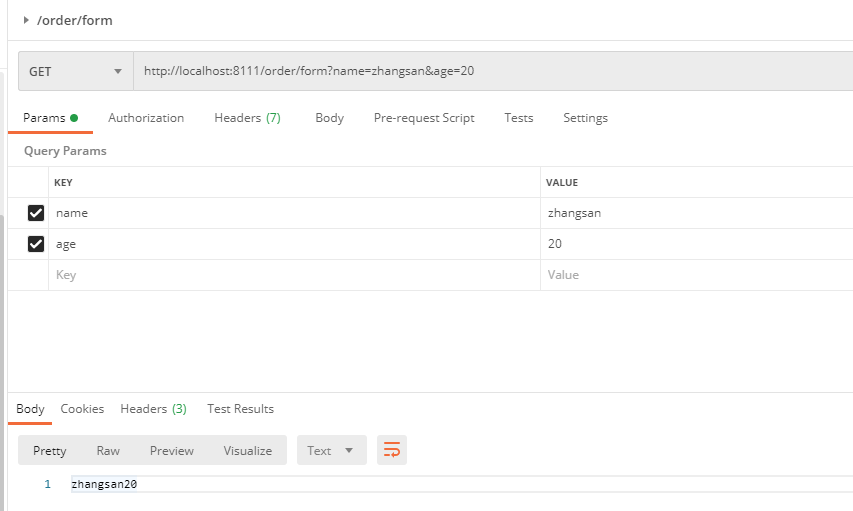 /order/form
GET http://localhost:8111/order/form?name=zhangsan&age=20
Params Authorization Headers (7) Body Pre-request Script Tests Settings
Query Params
KEY VALUE
name zhangsan
age 20
Key Value
Body Cookies Headers (3) Test Results
Pretty Raw Preview Visualize Text
1 zhangsan20